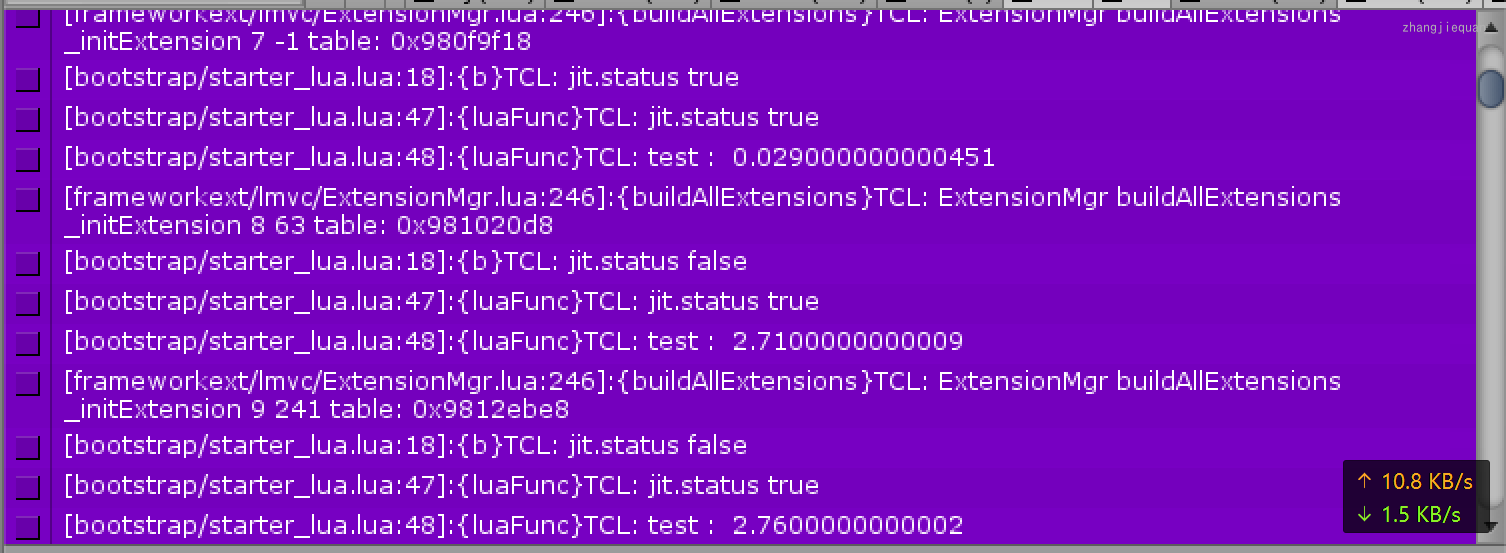 [frameworkext/lmvc/ExtensionMgr.lua:246]:{buildAllExtensions}TCL: ExtensionMgr buildAllExtensions
_initExtension 7 -1 table: 0x980f9f18
zhangjiequa
[bootstrap/starter_lua.lua:18]:{b}TCL: jit.status true
[bootstrap/starter_lua.lua:47]:{luaFunc}TCL: jit.status true
[bootstrap/starter_lua.lua:48]:{luaFunc}TCL: test :  0.029000000000451
[frameworkext/lmvc/ExtensionMgr.lua:246]:{buildAllExtensions}TCL: ExtensionMgr buildAllExtensions
_initExtension 8 63 table: 0x981020d8
[bootstrap/starter_lua.lua:18]:{b}TCL: jit.status false
[bootstrap/starter_lua.lua:47]:{luaFunc}TCL: jit.status true
[bootstrap/starter_lua.lua:48]:{luaFunc}TCL: test :  2.7100000000009
[frameworkext/lmvc/ExtensionMgr.lua:246]:{buildAllExtensions}TCL: ExtensionMgr buildAllExtensions
_initExtension 9 241 table: 0x9812ebe8
[bootstrap/starter_lua.lua:18]:{b}TCL: jit.status false
[bootstrap/starter_lua.lua:47]:{luaFunc}TCL: jit.status true
↑ 10.8 KB/s
[bootstrap/starter_lua.lua:48]:{luaFunc}TCL: test :  2.7600000000002
↓ 1.5 KB/s